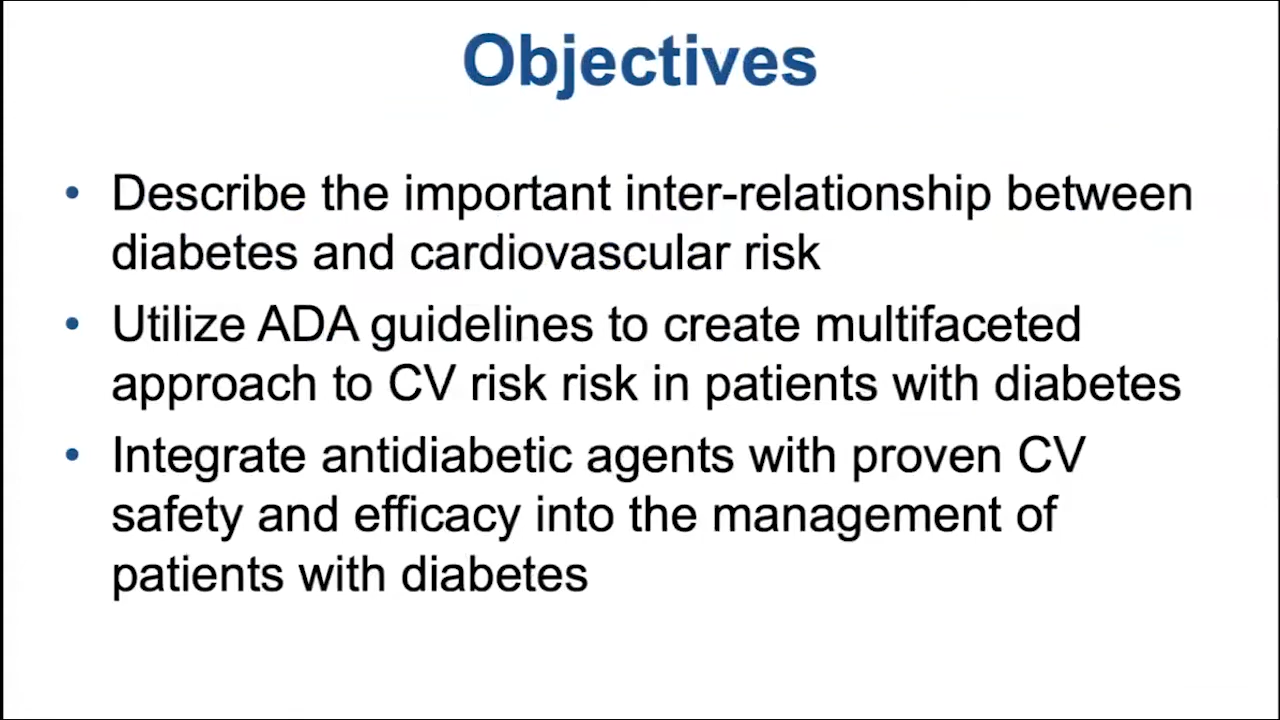 Objectives
• Describe the important inter-relationship between
diabetes and cardiovascular risk
• Utilize ADA guidelines to create multifaceted
approach to CV risk risk in patients with diabetes
• Integrate antidiabetic agents with proven CV
safety and efficacy into the management of
patients with diabetes